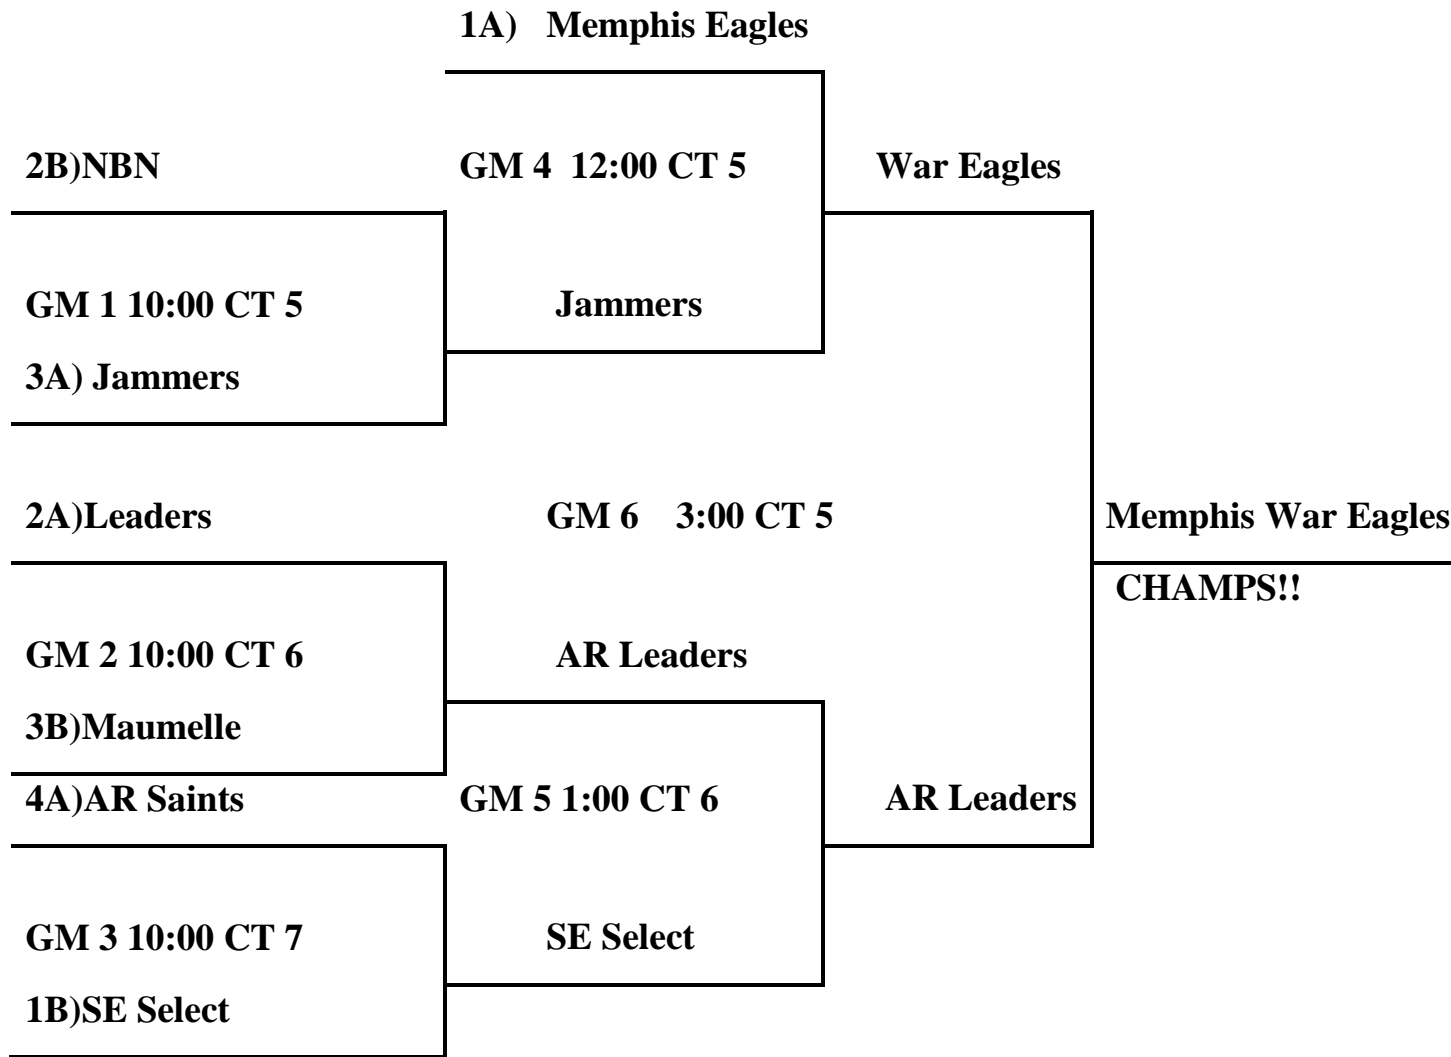 1A) Memphis Eagles
2B)NBN GM 4 12:00 CT 5 War Eagles
GM 1 10:00 CT 5 Jammers
3A) Jammers
2A)Leaders GM 6 3:00 CT 5 Memphis War Eagles
CHAMPS!!
GM 2 10:00 CT 6 AR Leaders
3B)Maumelle
4A)AR Saints GM 5 1:00 CT 6 AR Leaders
GM 3 10:00 CT 7 SE Select
1B)SE Select